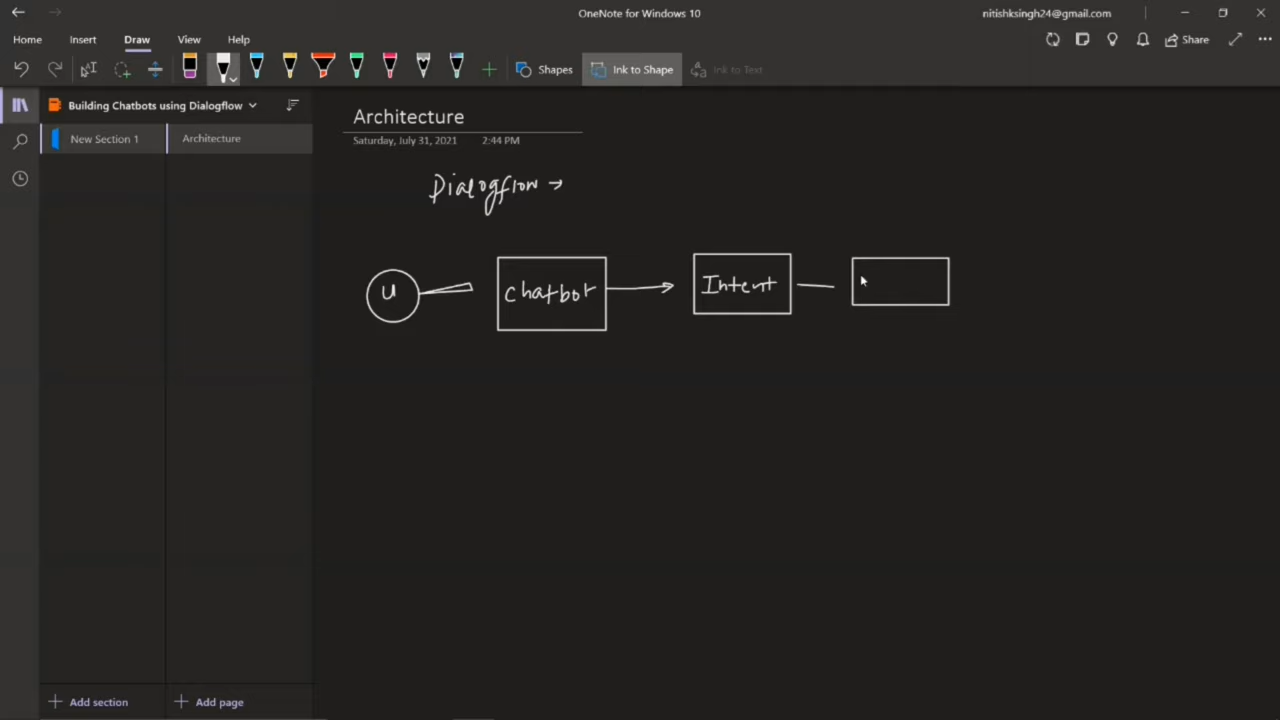 OneNote for Windows 10
nitishksingh24@gmail.com
Home Insert Draw View Help
Share
Shapes Ink to Shape Ink to Text
Building Chatbots using Dialogflow
New Section 1
Architecture
Architecture
Saturday, July 31, 2021 2:44 PM
Dialogflow →
u chatbot Intent
Add section Add page